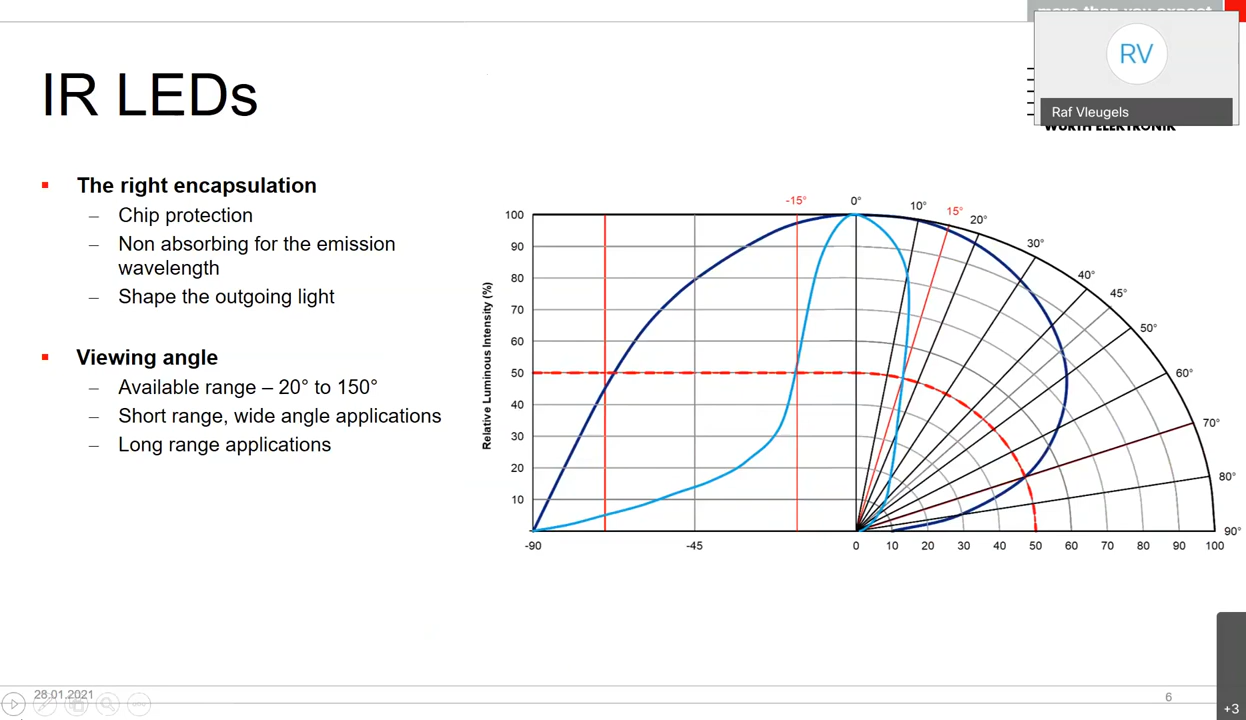 more than you expect
RV
Raf Vleugels
WÜRTH ELEKTRONIK
IR LEDs
The right encapsulation
– Chip protection
– Non absorbing for the emission
wavelength
– Shape the outgoing light
Viewing angle
– Available range – 20° to 150°
– Short range, wide angle applications
– Long range applications
Relative Luminous Intensity (%)
100
90
80
70
60
50
40
30
20
10
-15°
0°
10°
15°
20°
30°
40°
45°
50°
60°
70°
80°
90°
-90
-45
0
10
20
30
40
50
60
70
80
90
100
28.01.2021
6
+3